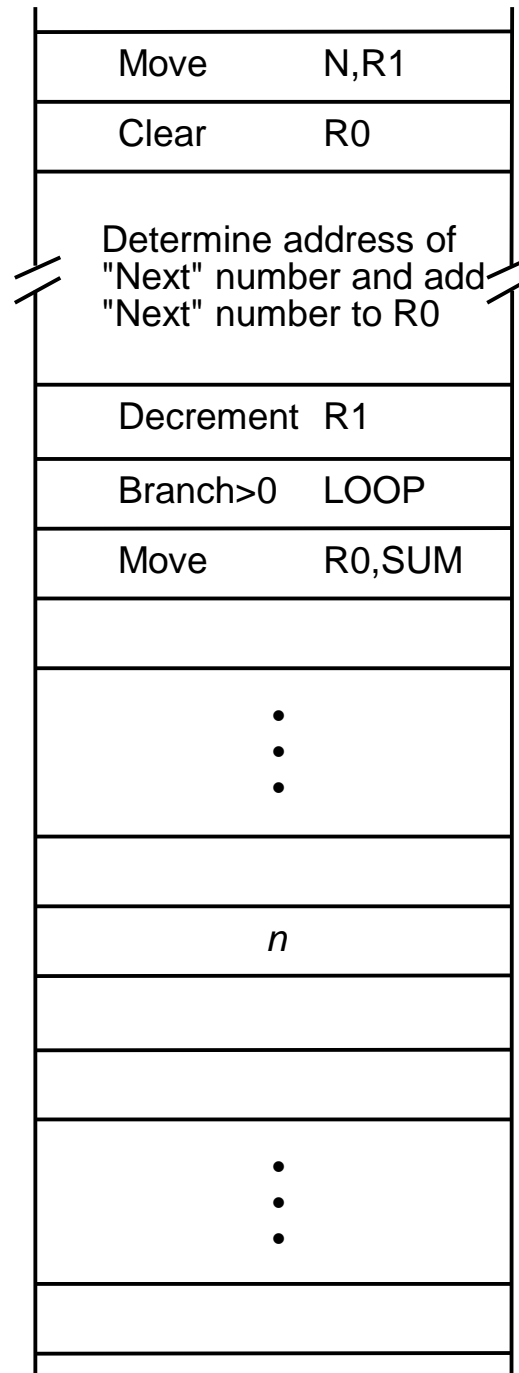 Move N,R1
Clear R0
Determine address of
"Next" number and add
"Next" number to R0
Decrement R1
Branch>0 LOOP
Move R0,SUM
n